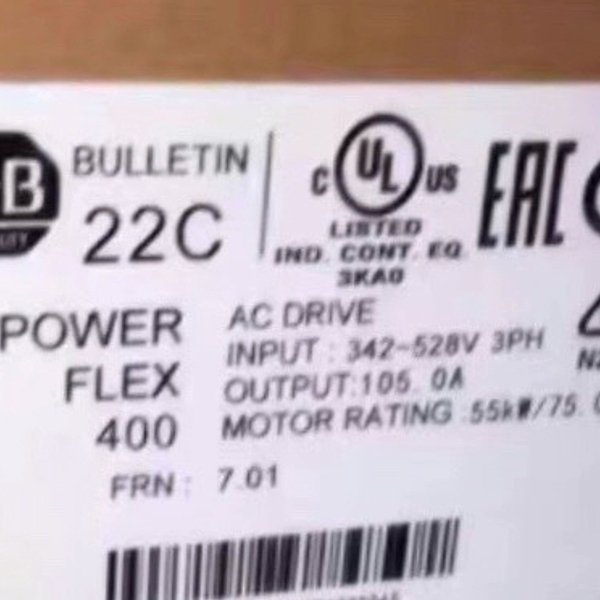 B
BULLETIN
22C
C UL US
LISTED
IND. CONT. EQ.
3KA0
EAC
POWER
FLEX
400
AC DRIVE
INPUT : 342-528V 3PH
OUTPUT:105. 0A
MOTOR RATING :55kW/75.
FRN : 7.01